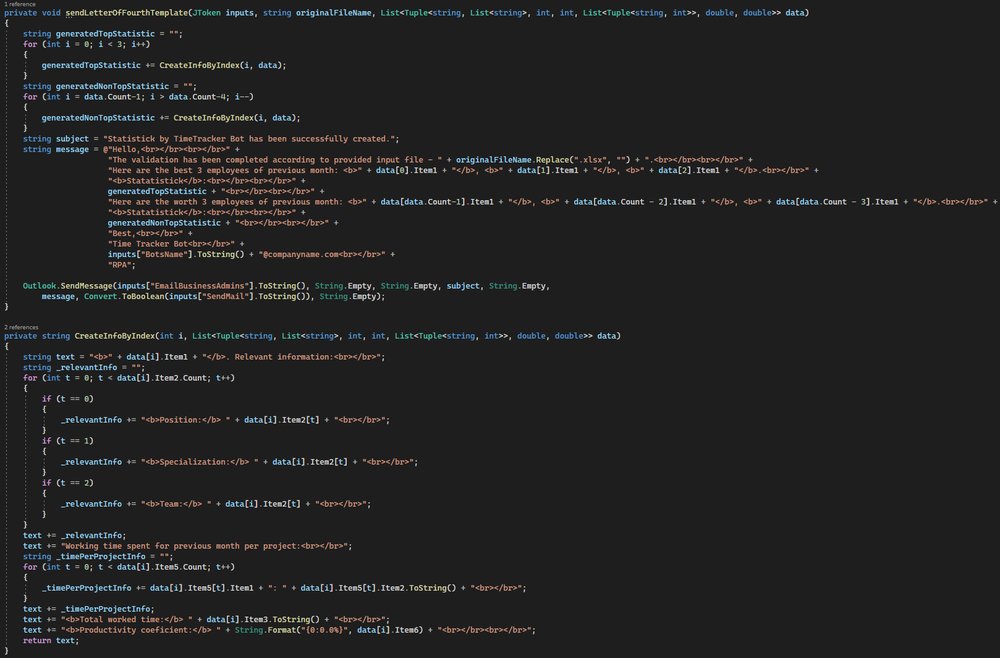 1 reference
private void sendLetterOfFourthTemplate(JToken inputs, string originalFileName, List<Tuple<string, List<string>, int, int, List<Tuple<string, int>>, double, double>> data)
{
    string generatedTopStatistic = "";
    for (int i = 0; i < 3; i++)
    {
        generatedTopStatistic += CreateInfoByIndex(i, data);
    }
    string generatedNonTopStatistic = "";
    for (int i = data.Count-1; i > data.Count-4; i--)
    {
        generatedNonTopStatistic += CreateInfoByIndex(i, data);
    }
    string subject = "Statistick by TimeTracker Bot has been successfully created.";
    string message = @"Hello,<br></br><br></br>" +
                      "The validation has been completed according to provided input file - " + originalFileName.Replace(".xlsx", "") + ".<br></br><br></br>" +
                      "Here are the best 3 employees of previous month: <b>" + data[0].Item1 + "</b>, <b>" + data[1].Item1 + "</b>, <b>" + data[2].Item1 + "</b>.<br></br>" +
                      "<b>Statatistick</b>:<br></br><br></br>" +
                      generatedTopStatistic + "<br></br><br></br>" +
                      "Here are the worth 3 employees of previous month: <b>" + data[data.Count-1].Item1 + "</b>, <b>" + data[data.Count - 2].Item1 + "</b>, <b>" + data[data.Count - 3].Item1 + "</b>.<br></br>" +
                      "<b>Statatistick</b>:<br></br><br></br>" +
                      generatedNonTopStatistic + "<br></br><br></br>" +
                      "Best,<br></br>" +
                      "Time Tracker Bot<br></br>" +
                      inputs["BotsName"].ToString() + "@companyname.com<br></br>" +
                      "RPA";
    Outlook.SendMessage(inputs["EmailBusinessAdmins"].ToString(), String.Empty, String.Empty, subject, String.Empty,
        message, Convert.ToBoolean(inputs["SendMail"].ToString()), String.Empty);
}
2 references
private string CreateInfoByIndex(int i, List<Tuple<string, List<string>, int, int, List<Tuple<string, int>>, double, double>> data)
{
    string text = "<b>" + data[i].Item1 + "</b>. Relevant information:<br></br>";
    string _relevantInfo = "";
    for (int t = 0; t < data[i].Item2.Count; t++)
    {
        if (t == 0)
        {
            _relevantInfo += "<b>Position:</b> " + data[i].Item2[t] + "<br></br>";
        }
        if (t == 1)
        {
            _relevantInfo += "<b>Specialization:</b> " + data[i].Item2[t] + "<br></br>";
        }
        if (t == 2)
        {
            _relevantInfo += "<b>Team:</b> " + data[i].Item2[t] + "<br></br>";
        }
    }
    text += _relevantInfo;
    text += "Working time spent for previous month per project:<br></br>";
    string _timePerProjectInfo = "";
    for (int t = 0; t < data[i].Item5.Count; t++)
    {
        _timePerProjectInfo += data[i].Item5[t].Item1 + ": " + data[i].Item5[t].Item2.ToString() + "<br></br>";
    }
    text += _timePerProjectInfo;
    text += "<b>Total worked time:</b> " + data[i].Item3.ToString() + "<br></br>";
    text += "<b>Productivity coeficient:</b> " + String.Format("{0:0.0%}", data[i].Item6) + "<br></br><br></br>";
    return text;
}